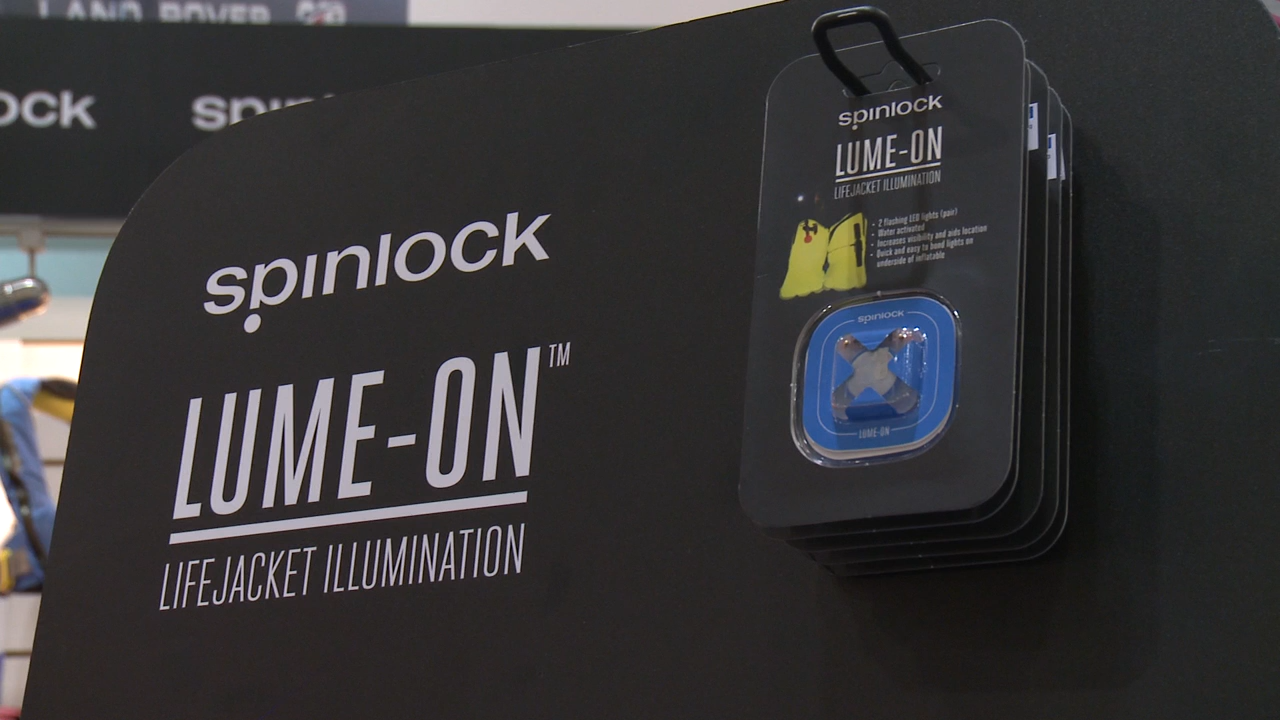 LAND ROVER
ock
spin
spinlock
LUME-ON™
LIFEJACKET ILLUMINATION
spinlock
LUME-ON
LIFEJACKET ILLUMINATION
• 2 flashing LED lights (pair)
• Water activated
• Increases visibility and aids location
• Quick and easy to bond lights on
underside of inflatable
spinlock
LUME-ON